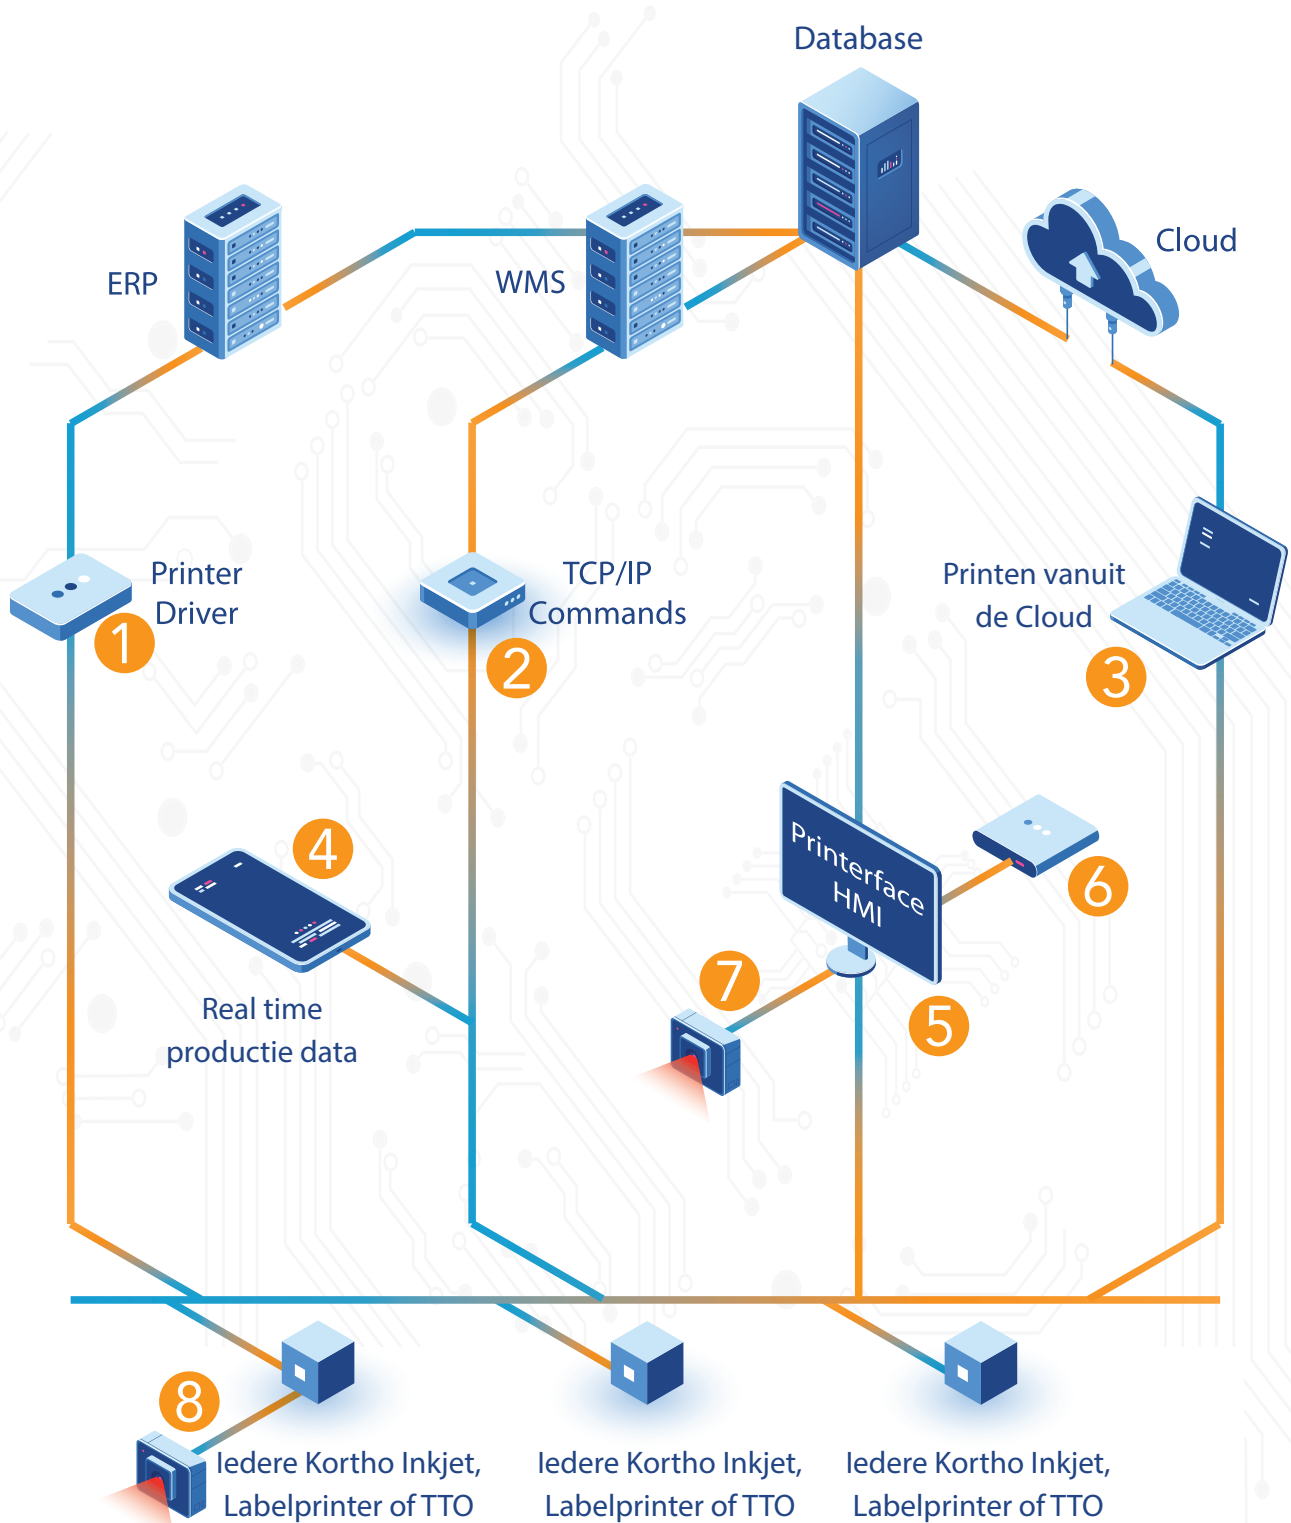 Database
Cloud
ERP
WMS
Printer
Driver
1
TCP/IP
Commands
2
Printen vanuit
de Cloud
3
4
Real time
productie data
Printerface
HMI
5
6
7
8
Iedere Kortho Inkjet,
Labelprinter of TTO
Iedere Kortho Inkjet,
Labelprinter of TTO
Iedere Kortho Inkjet,
Labelprinter of TTO